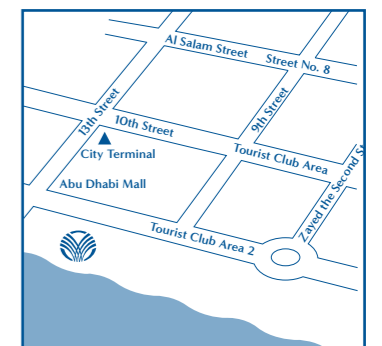 Al Salam Street
Street No. 8
13th Street
10th Street
9th Street
City Terminal
Tourist Club Area
Abu Dhabi Mall
Zayed the Second St
Tourist Club Area 2